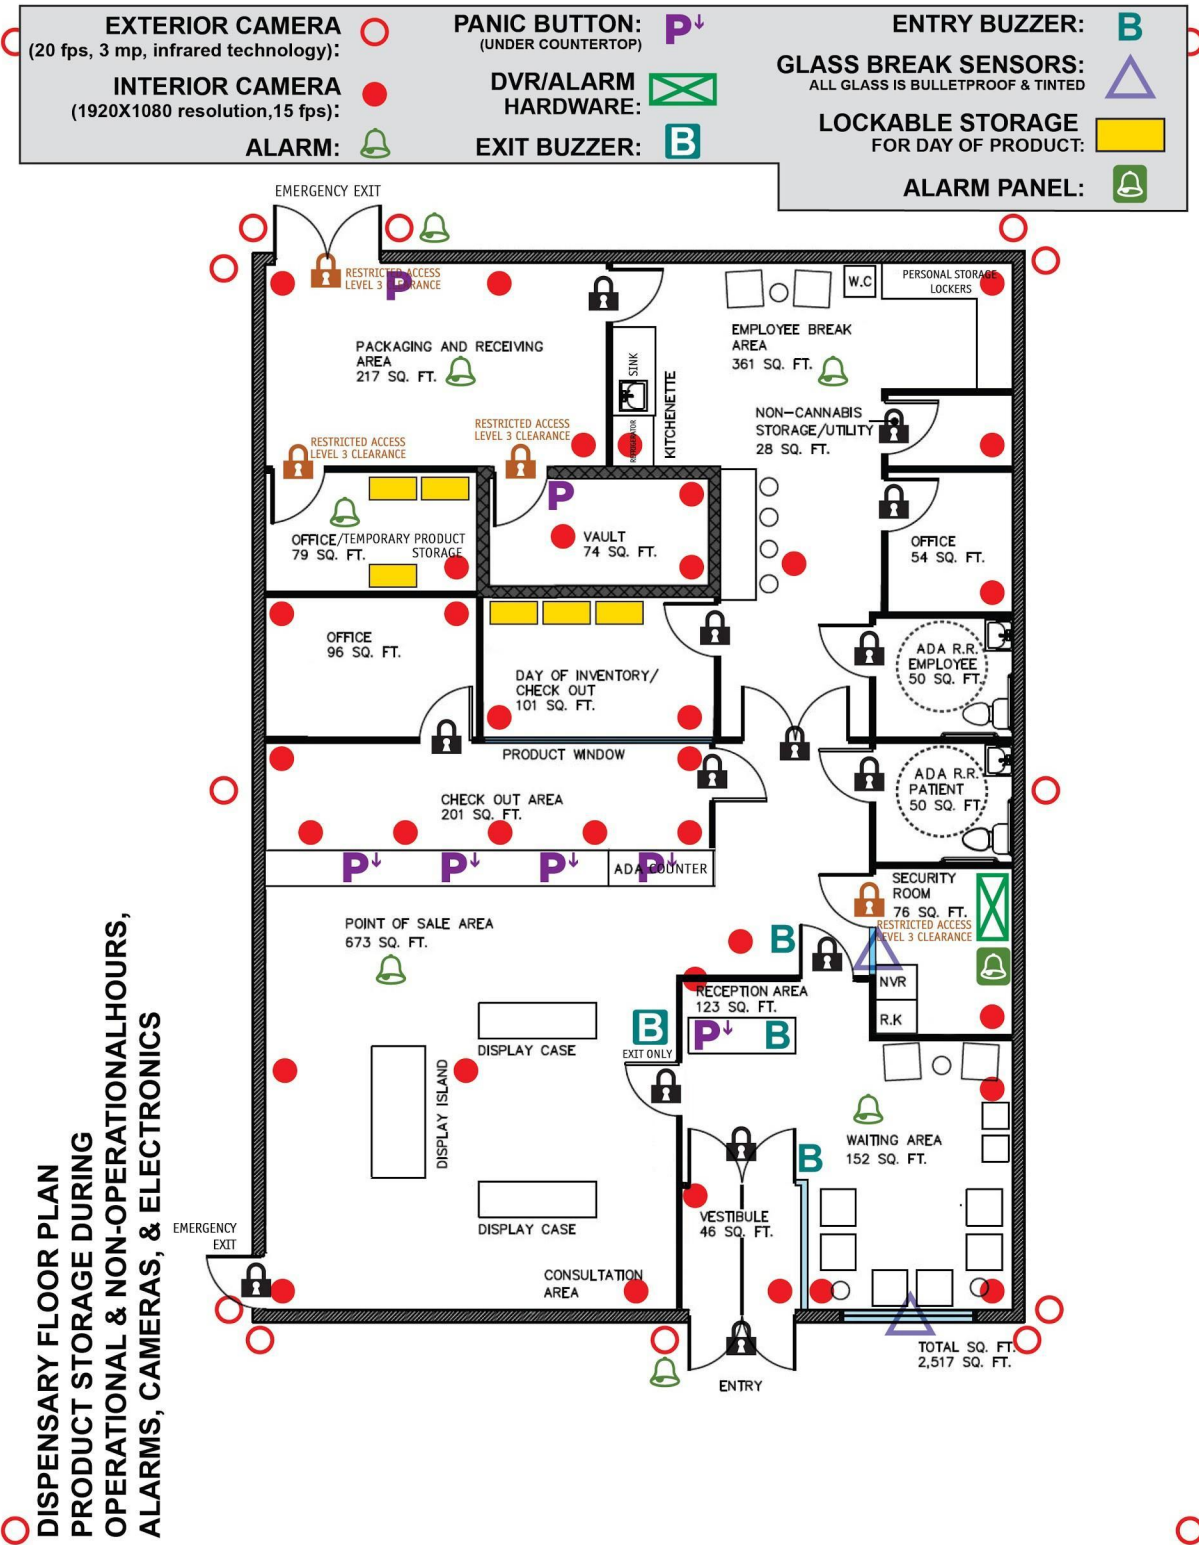 EXTERIOR CAMERA
(20 fps, 3 mp, infrared technology):
INTERIOR CAMERA
(1920X1080 resolution,15 fps):
ALARM:
PANIC BUTTON:
(UNDER COUNTERTOP)
P
DVR/ALARM
HARDWARE:
EXIT BUZZER:
B
ENTRY BUZZER:
B
GLASS BREAK SENSORS:
ALL GLASS IS BULLETPROOF & TINTED
LOCKABLE STORAGE
FOR DAY OF PRODUCT:
ALARM PANEL:
EMERGENCY EXIT
RESTRICTED ACCESS
LEVEL 3 CLEARANCE
P
PACKAGING AND RECEIVING
AREA
217 SQ. FT.
W.C
PERSONAL STORAGE
LOCKERS
EMPLOYEE BREAK
AREA
361 SQ. FT.
SINK
REFRIGERATOR
KITCHENETTE
NON-CANNABIS
STORAGE/UTILITY
28 SQ. FT.
RESTRICTED ACCESS
LEVEL 3 CLEARANCE
RESTRICTED ACCESS
LEVEL 3 CLEARANCE
OFFICE/TEMPORARY PRODUCT
STORAGE
79 SQ. FT.
P
VAULT
74 SQ. FT.
OFFICE
54 SQ. FT.
OFFICE
96 SQ. FT.
DAY OF INVENTORY/
CHECK OUT
101 SQ. FT.
ADA R.R.
EMPLOYEE
50 SQ. FT.
PRODUCT WINDOW
CHECK OUT AREA
201 SQ. FT.
ADA R.R.
PATIENT
50 SQ. FT.
P
P
P
P
ADA COUNTER
SECURITY
ROOM
76 SQ. FT.
RESTRICTED ACCESS
LEVEL 3 CLEARANCE
POINT OF SALE AREA
673 SQ. FT.
B
NVR
R.K
RECEPTION AREA
123 SQ. FT.
P
B
B
EXIT ONLY
DISPLAY CASE
DISPLAY ISLAND
DISPLAY CASE
WAITING AREA
152 SQ. FT.
B
VESTIBULE
46 SQ. FT.
EMERGENCY
EXIT
CONSULTATION
AREA
ENTRY
TOTAL SQ. FT.
2,517 SQ. FT.
DISPENSARY FLOOR PLAN
PRODUCT STORAGE DURING
OPERATIONAL & NON-OPERATIONALHOURS,
ALARMS, CAMERAS, & ELECTRONICS